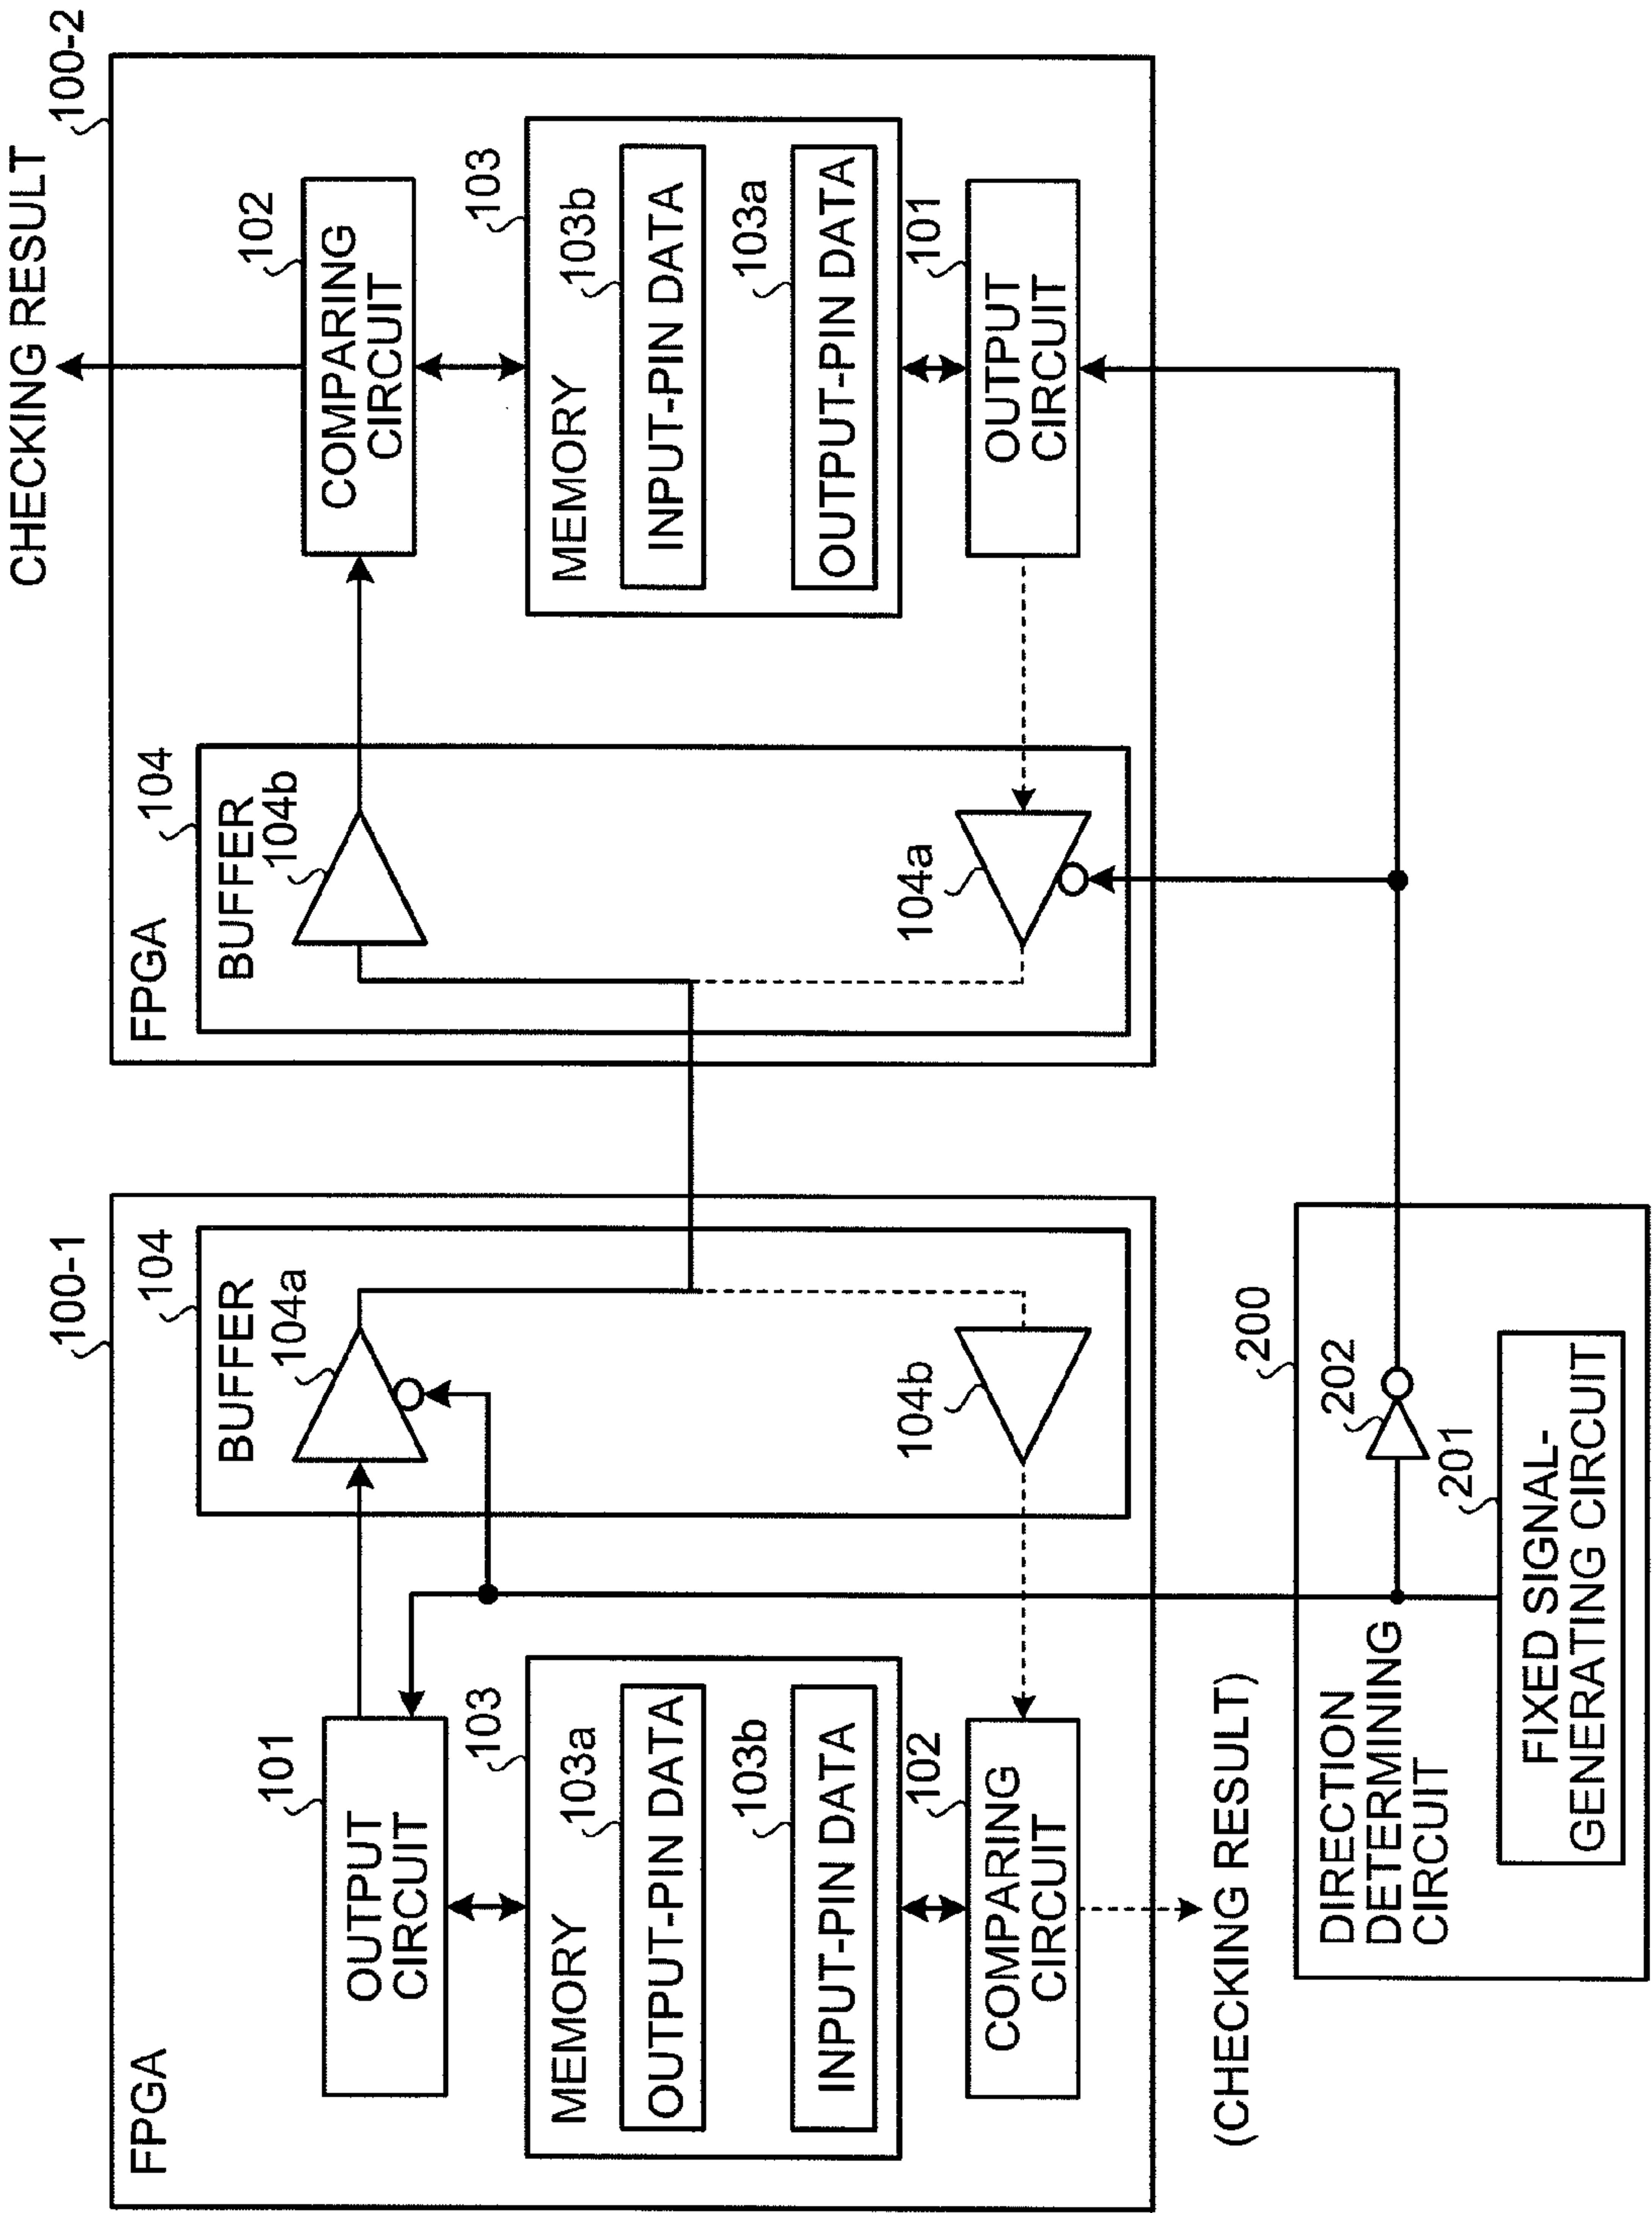 100-1
FPGA
101
OUTPUT
CIRCUIT
103
MEMORY
103a
OUTPUT-PIN DATA
103b
INPUT-PIN DATA
102
COMPARING
CIRCUIT
(CHECKING RESULT)
104
BUFFER
104a
104b
100-2
FPGA
104
BUFFER
104b
104a
CHECKING RESULT
102
COMPARING
CIRCUIT
103
MEMORY
103b
INPUT-PIN DATA
103a
OUTPUT-PIN DATA
101
OUTPUT
CIRCUIT
200
DIRECTION
DETERMINING
CIRCUIT
202
201
FIXED SIGNAL-
GENERATING CIRCUIT